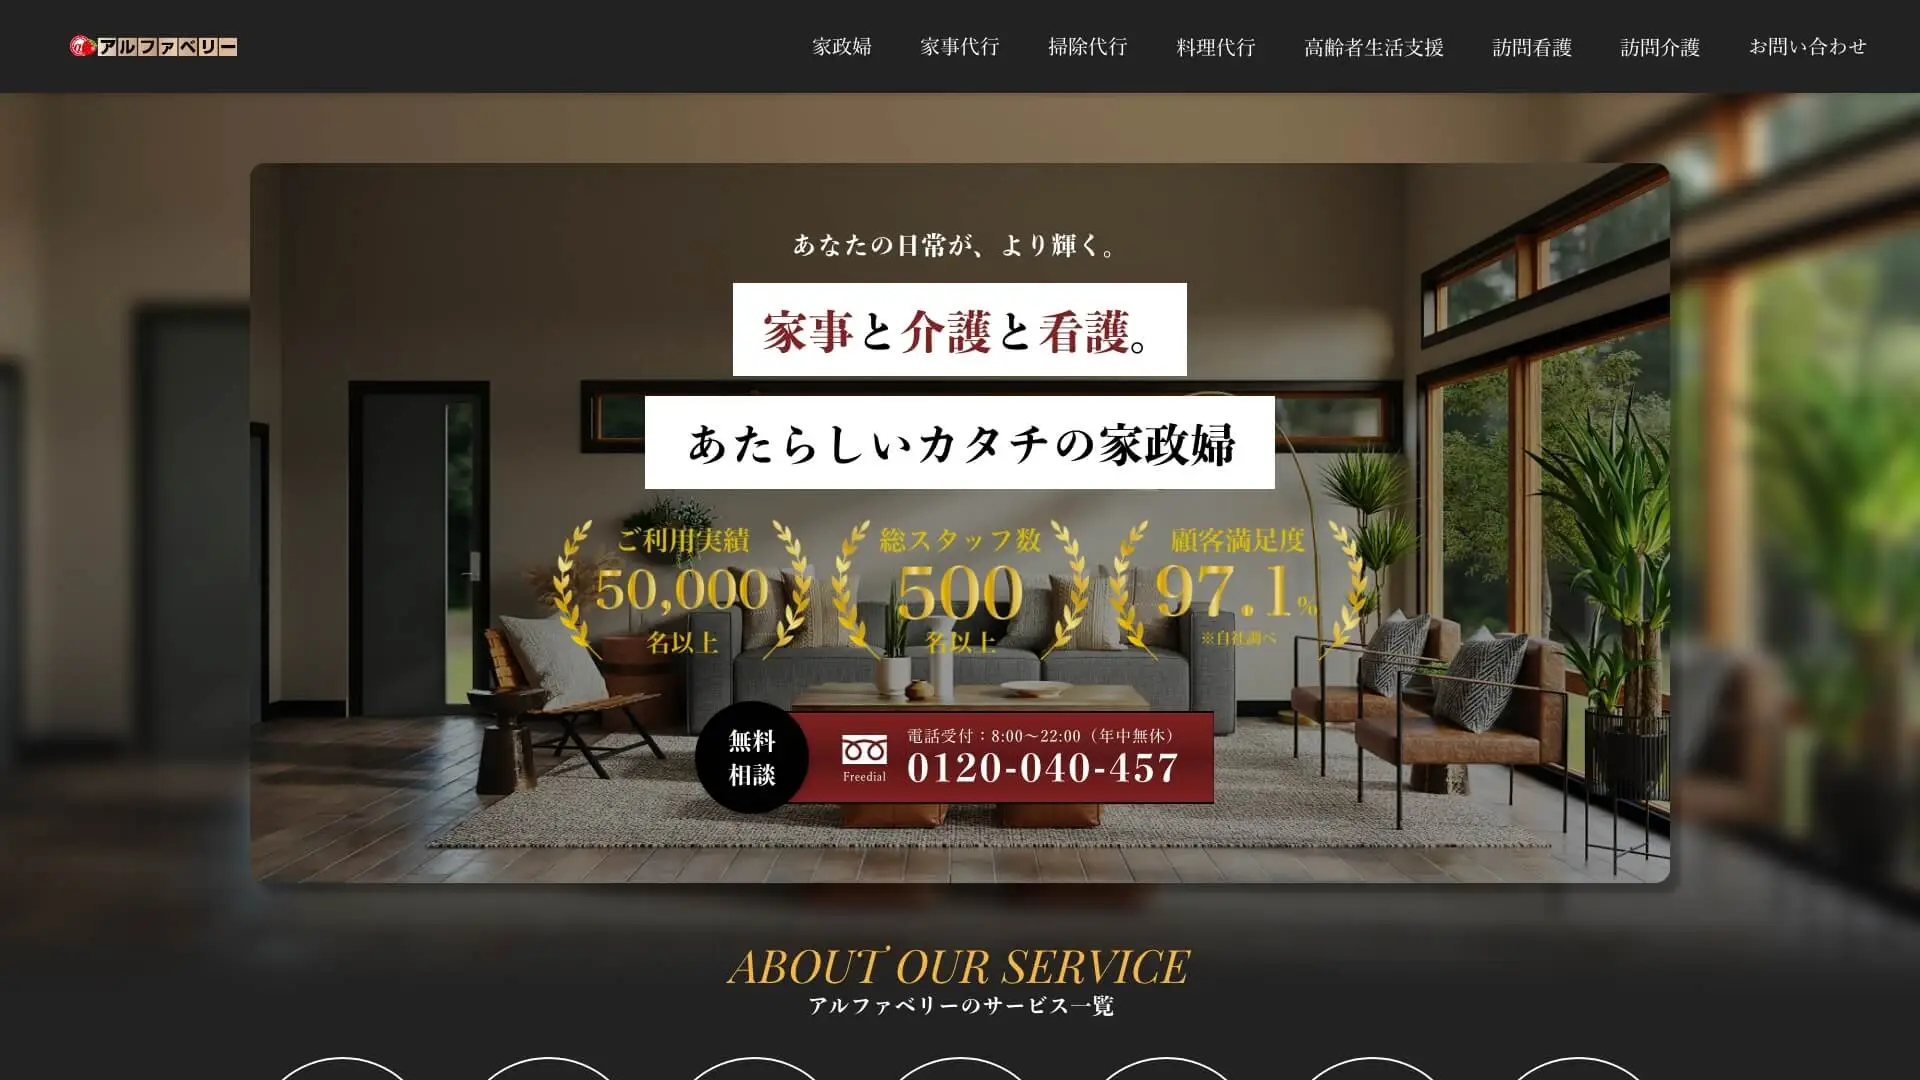 アルファベリー
家政婦 家事代行 掃除代行 料理代行 高齢者生活支援 訪問看護 訪問介護 お問い合わせ
あなたの日常が、より輝く。
家事と介護と看護。
あたらしいカタチの家政婦
ご利用実績
50,000
名以上
総スタッフ数
500
名以上
顧客満足度
97.1%
※自社調べ
無料
相談
Freedial
電話受付：8:00〜22:00（年中無休）
0120-040-457
ABOUT OUR SERVICE
アルファベリーのサービス一覧